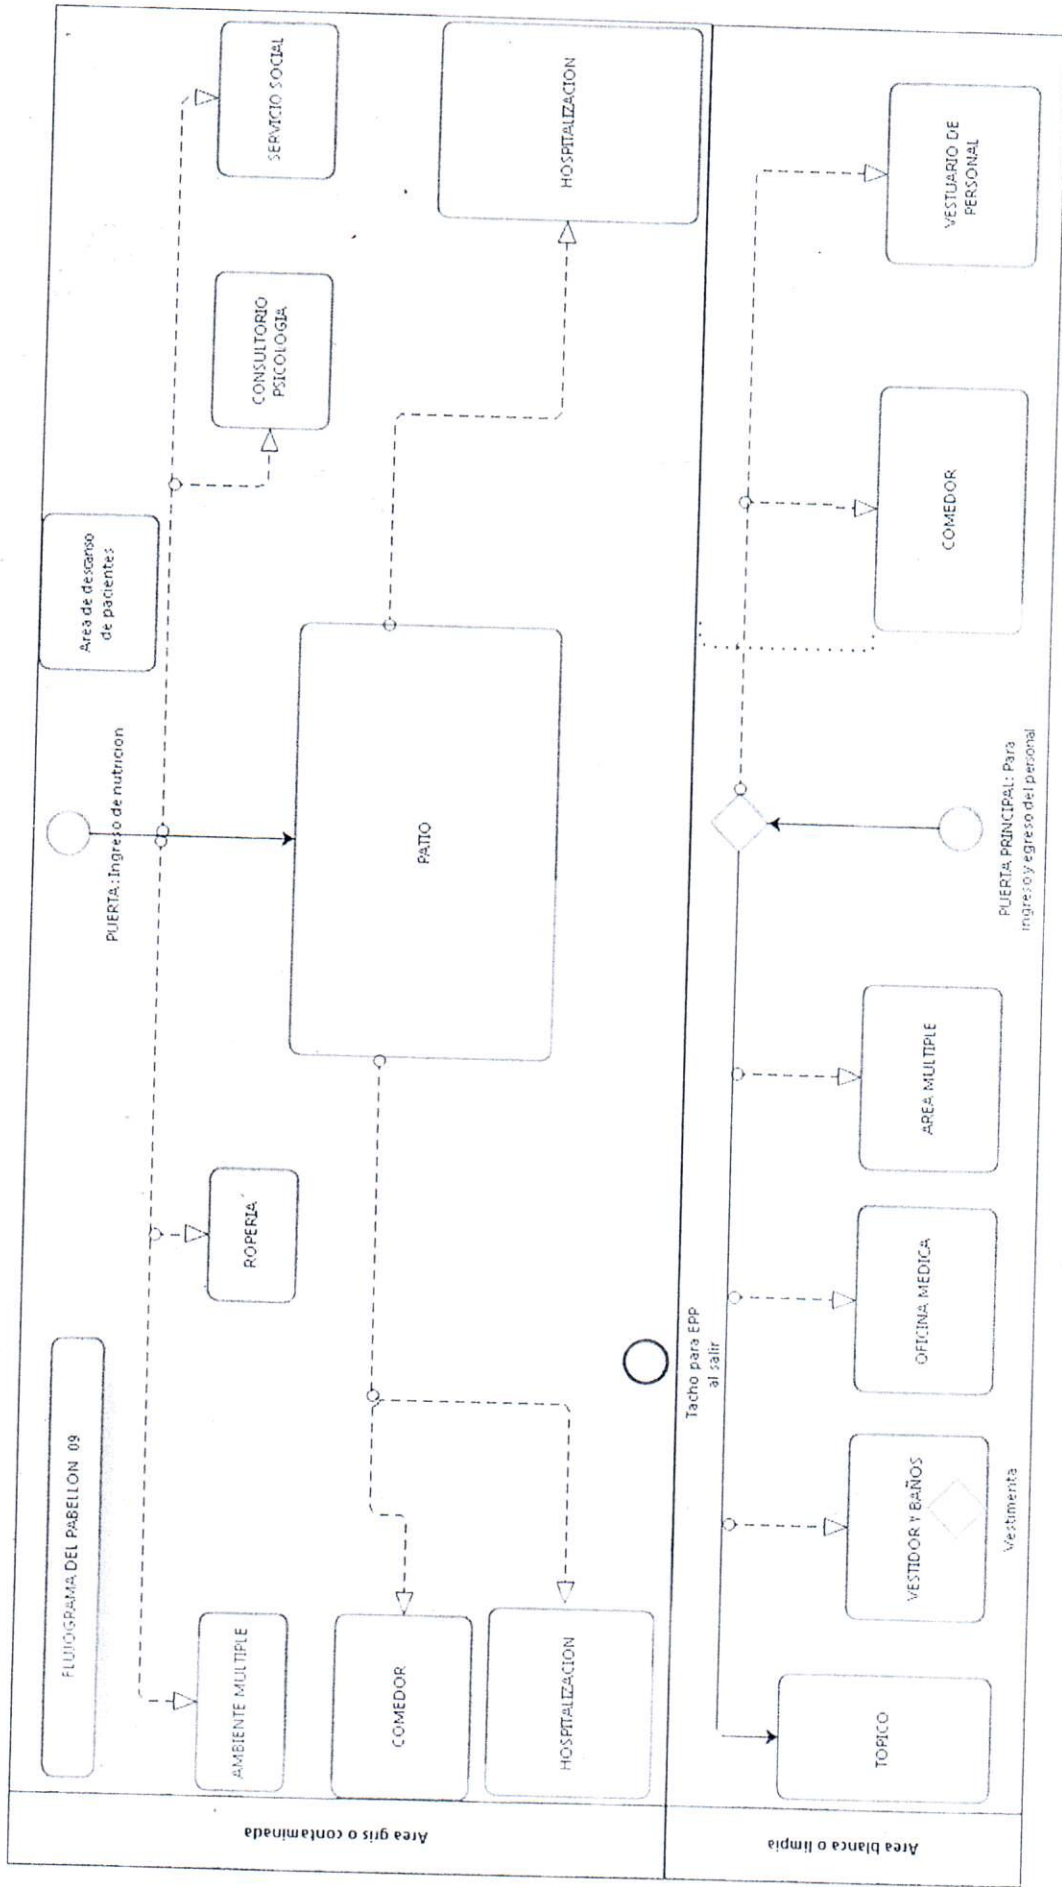 FLUJOGRAMA DEL PABELLON 09
PUERTA: Ingreso de nutricion
Area de descanso
de pacientes
AMBIENTE MULTIPLE
ROPERIA´
CONSULTORIO
PSICOLOGIA
SERVICIO SOCIAL
COMEDOR
PATIO
HOSPITALIZACION
HOSPITALIZACION
Area gris o contaminada
Tacho para EPP
al salir
TOPICO
VESTIDOR Y BAÑOS
Vestimenta
OFICINA MEDICA
AREA MULTIPLE
PUERTA PRINCIPAL: Para
ingreso y egreso del personal
COMEDOR
VESTUARIO DE
PERSONAL
Area blanca o limpia